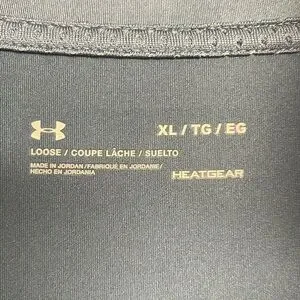 XL / TG / EG
LOOSE / COUPE LÂCHE / SUELTO
MADE IN JORDAN / FABRIQUÉ EN JORDANIE /
HECHO EN JORDANIA
HEATGEAR